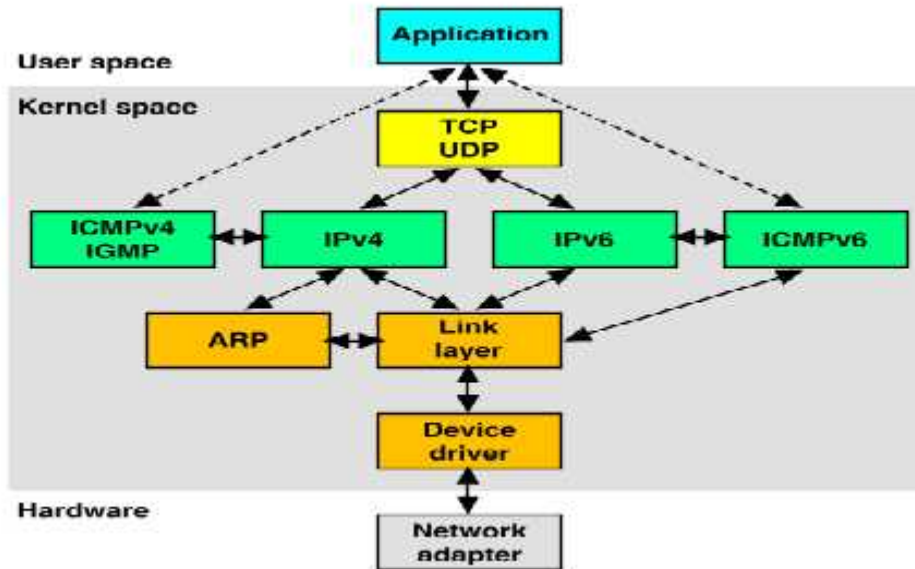 Application
User space
Kernel space
TCP
UDP
ICMPv4
IGMP
IPv4
IPv6
ICMPv6
ARP
Link
layer
Device
driver
Hardware
Network
adapter